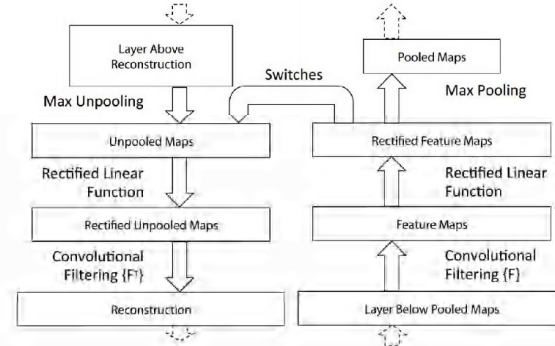 Layer Above
Reconstruction
Max Unpooling
Unpooled Maps
Rectified Linear
Function
Rectified Unpooled Maps
Convolutional
Filtering {Fᵀ}
Reconstruction
Switches
Pooled Maps
Max Pooling
Rectified Feature Maps
Rectified Linear
Function
Feature Maps
Convolutional
Filtering {F}
Layer Below Pooled Maps